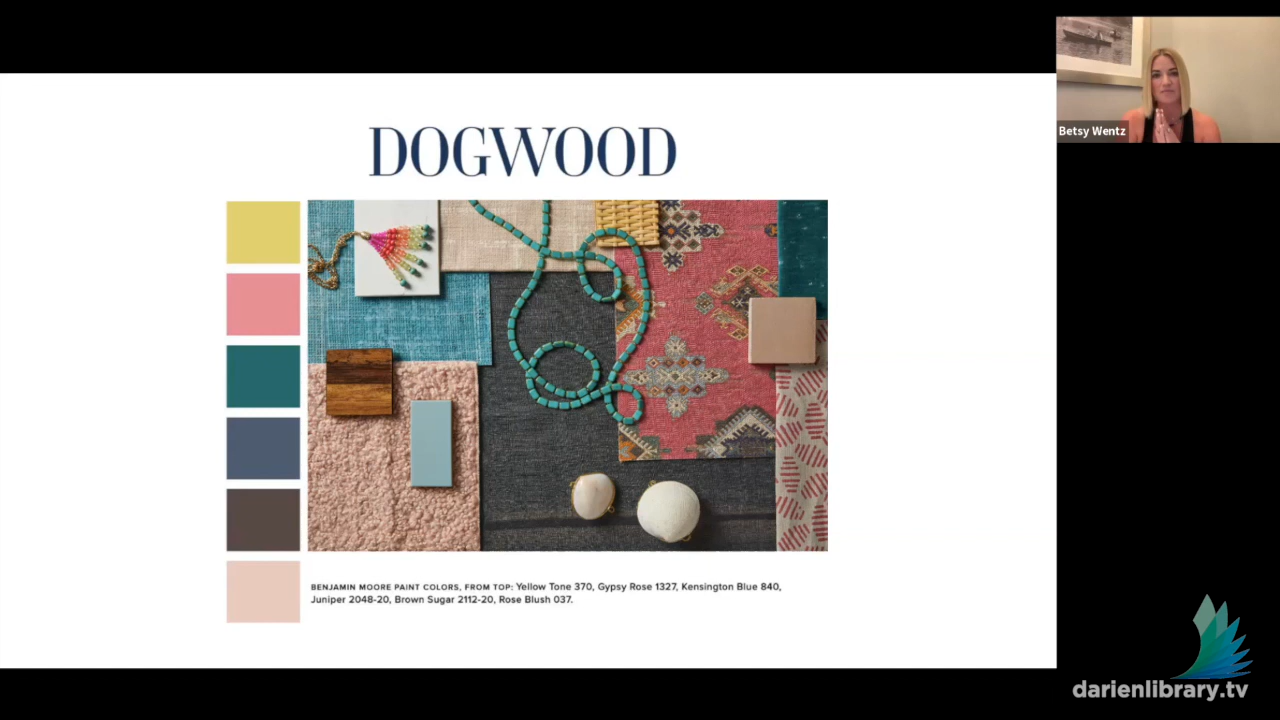 DOGWOOD
Betsy Wentz
BENJAMIN MOORE PAINT COLORS, FROM TOP: Yellow Tone 370, Gypsy Rose 1327, Kensington Blue 840,
Juniper 2048-20, Brown Sugar 2112-20, Rose Blush 037.
darienlibrary.tv